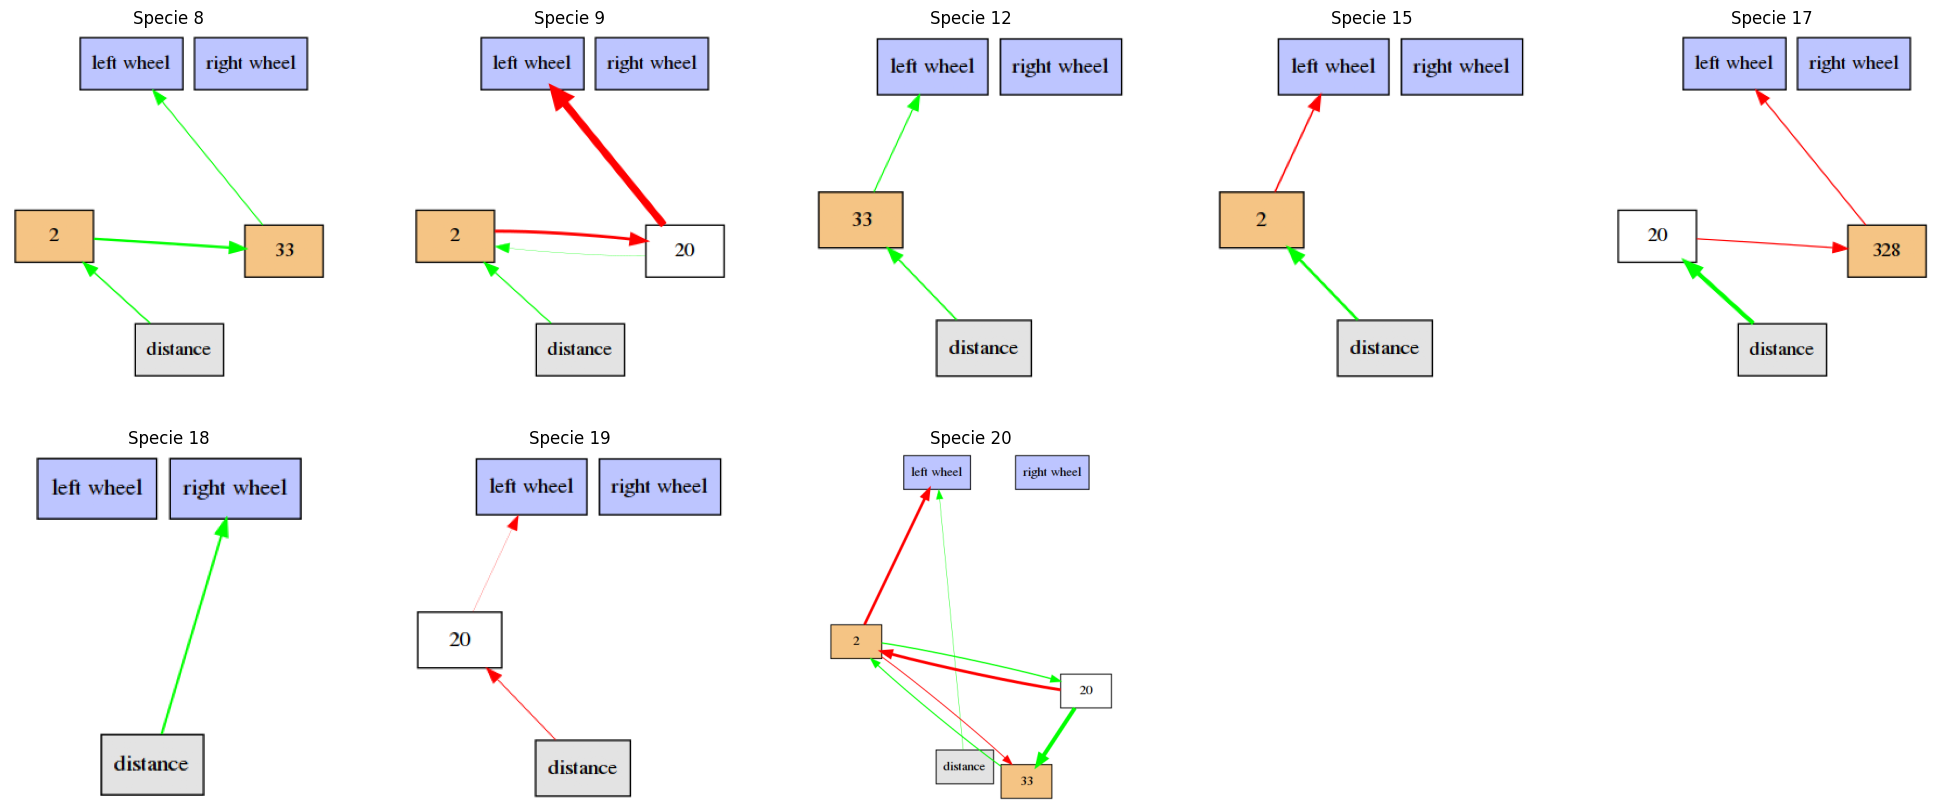 Specie 8
left wheel
right wheel
2
33
distance
Specie 9
left wheel
right wheel
2
20
distance
Specie 12
left wheel
right wheel
33
distance
Specie 15
left wheel
right wheel
2
distance
Specie 17
left wheel
right wheel
20
328
distance
Specie 18
left wheel
right wheel
distance
Specie 19
left wheel
right wheel
20
distance
Specie 20
left wheel
right wheel
2
20
distance
33